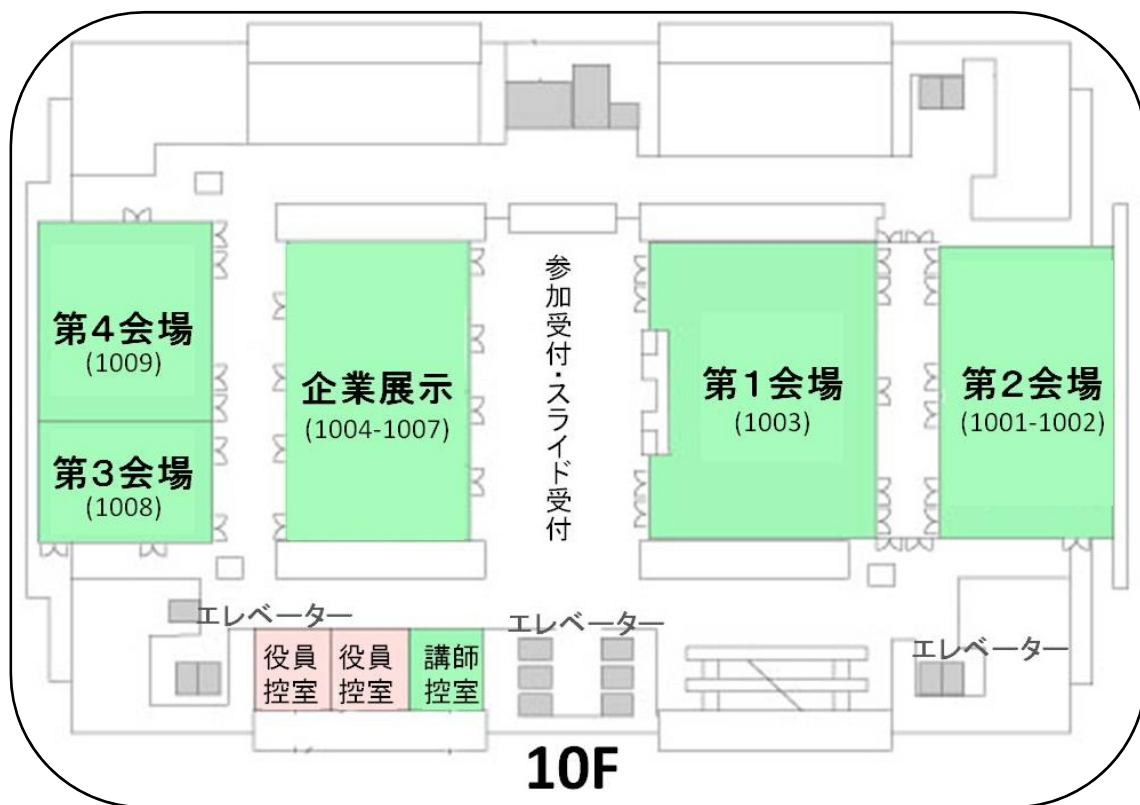 第4会場
(1009)
第3会場
(1008)
企業展示
(1004-1007)
参加受付・スライド受付
第1会場
(1003)
第2会場
(1001-1002)
エレベーター
エレベーター
エレベーター
役員
控室
役員
控室
講師
控室
10F